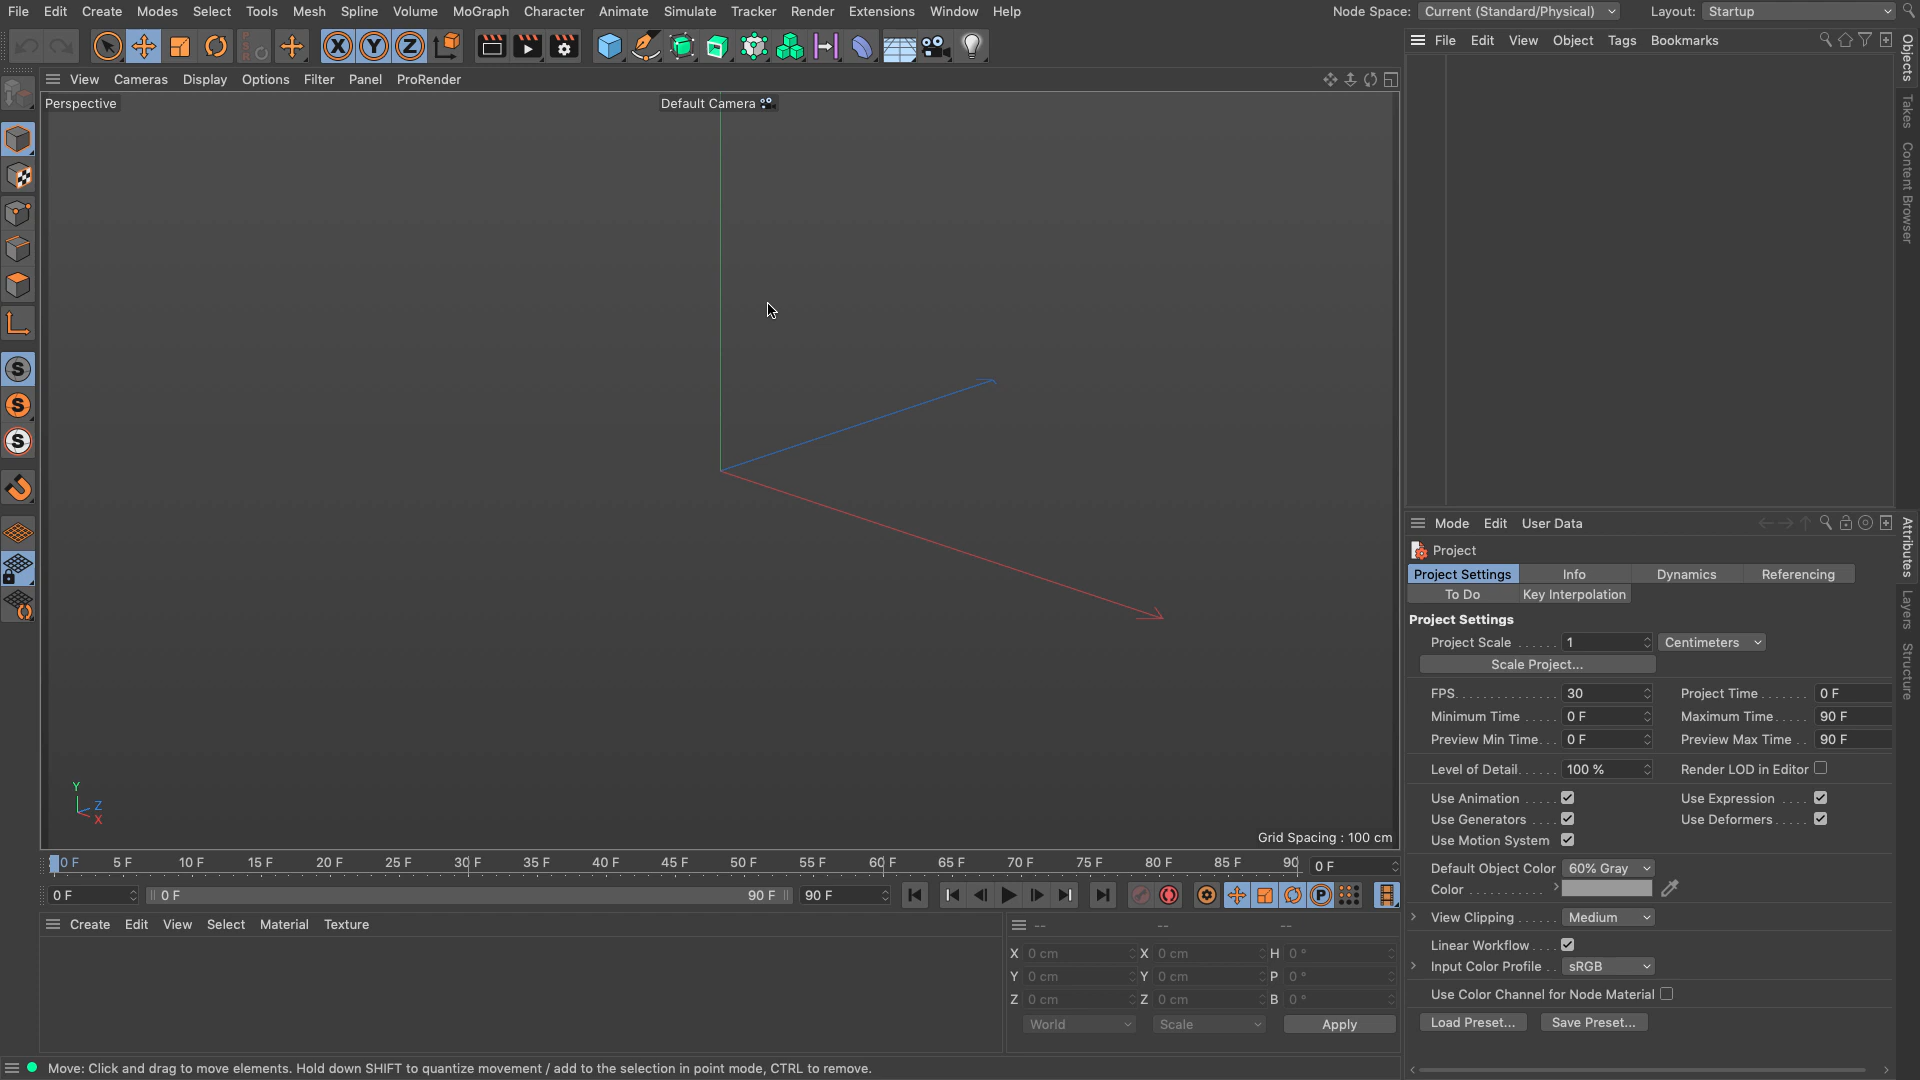 File Edit Create Modes Select Tools Mesh Spline Volume MoGraph Character Animate Simulate Tracker Render Extensions Window Help Node Space: Current (Standard/Physical) Layout: Startup
File Edit View Object Tags Bookmarks
Objects
Takes
Content Browser
P
S
R
X Y Z
View Cameras Display Options Filter Panel ProRender
Perspective
Default Camera
S
S
S
Y
Z
X
Grid Spacing : 100 cm
0 F 5 F 10 F 15 F 20 F 25 F 30 F 35 F 40 F 45 F 50 F 55 F 60 F 65 F 70 F 75 F 80 F 85 F 90 0 F
0 F 0 F 90 F 90 F P
Create Edit View Select Material Texture
-- -- --
X 0 cm X 0 cm H 0 °
Y 0 cm Y 0 cm P 0 °
Z 0 cm Z 0 cm B 0 °
World Scale Apply
Move: Click and drag to move elements. Hold down SHIFT to quantize movement / add to the selection in point mode, CTRL to remove.
Mode Edit User Data
Attributes
Layers
Structure
Project
Project Settings Info Dynamics Referencing
To Do Key Interpolation
Project Settings
Project Scale ...... 1 Centimeters
Scale Project...
FPS............... 30 Project Time ....... 0 F
Minimum Time ..... 0 F Maximum Time..... 90 F
Preview Min Time... 0 F Preview Max Time .. 90 F
Level of Detail...... 100 % Render LOD in Editor
Use Animation ..... Use Expression ....
Use Generators .... Use Deformers .....
Use Motion System
Default Object Color 60% Gray
Color ...........
View Clipping ...... Medium
Linear Workflow ...
Input Color Profile .. sRGB
Use Color Channel for Node Material
Load Preset... Save Preset...